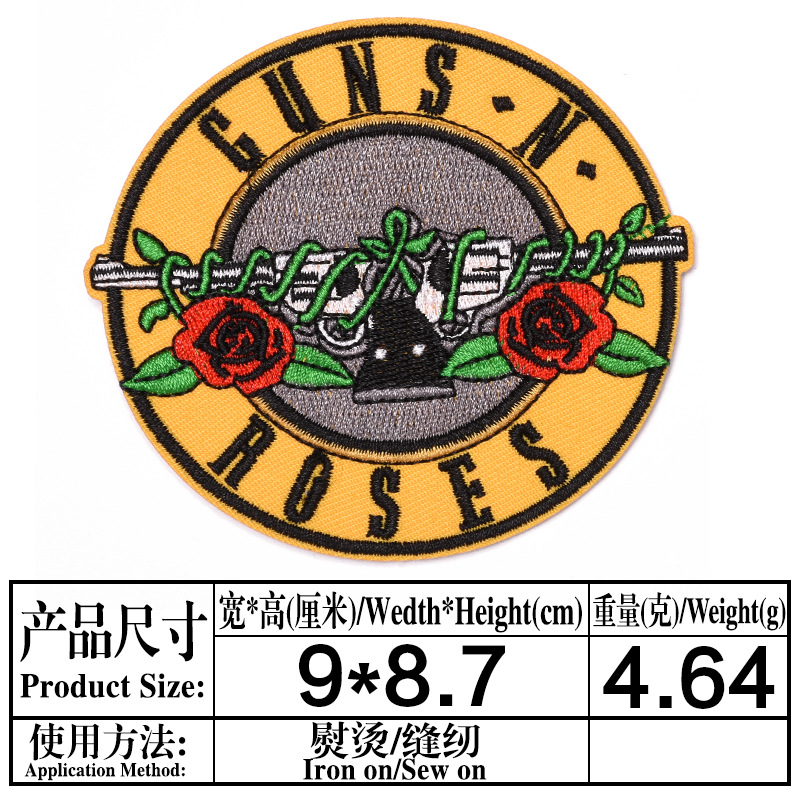 GUNS · N ·
ROSES
产品尺寸
Product Size:
宽*高(厘米)/Wedth*Height(cm)
重量(克)/Weight(g)
9*8.7
4.64
使用方法:
Application Method:
熨烫/缝纫
Iron on/Sew on